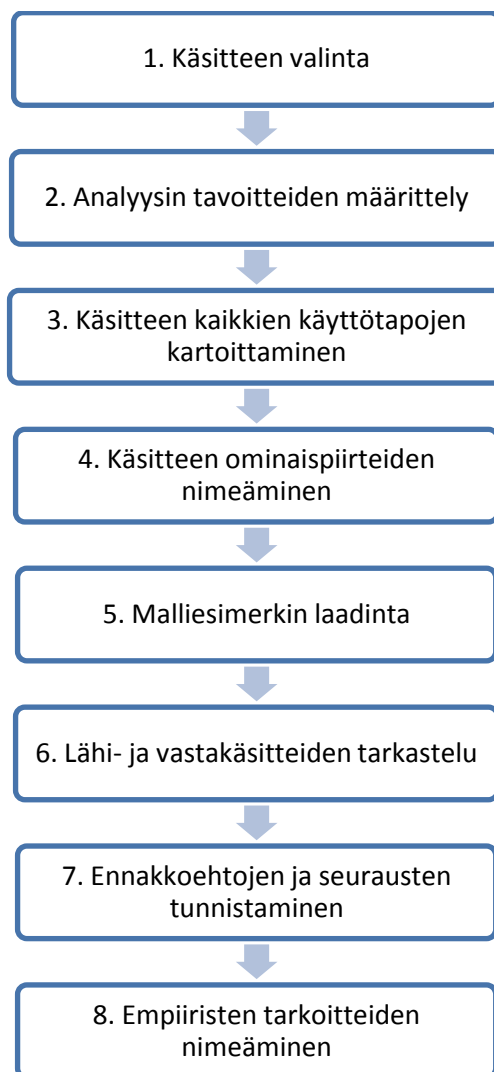 1. Käsitteen valinta
2. Analyysin tavoitteiden määrittely
3. Käsitteen kaikkien käyttötapojen
kartoittaminen
4. Käsitteen ominaispiirteiden
nimeäminen
5. Malliesimerkin laadinta
6. Lähi- ja vastakäsitteiden tarkastelu
7. Ennakkoehtojen ja seurausten
tunnistaminen
8. Empiiristen tarkoitteiden
nimeäminen